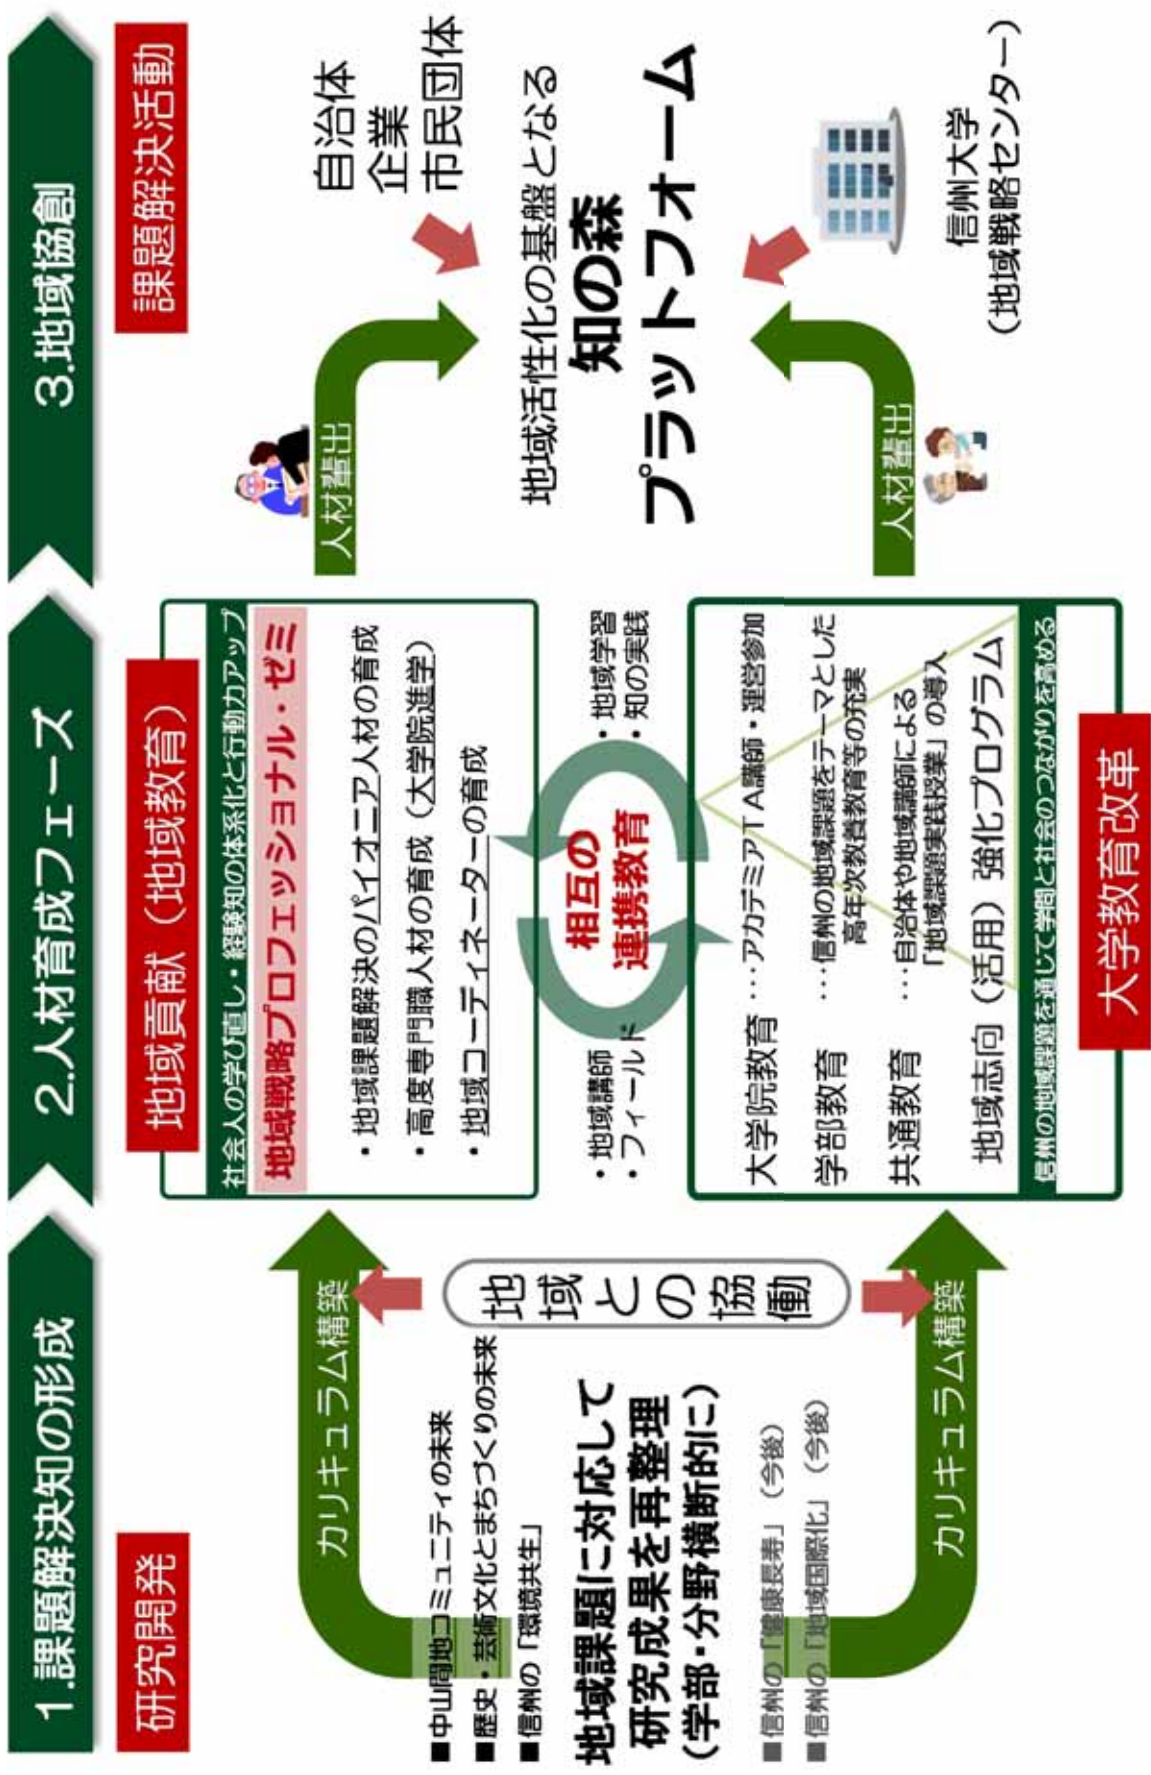 1.課題解決知の形成
2.人材育成フェーズ
3.地域協創
研究開発
カリキュラム構築
■中山間地コミュニティの未来
■歴史・芸術文化とまちづくりの未来
■信州の「環境共生」
地域課題に対応して
研究成果を再整理
(学部・分野横断的に)
■信州の「健康長寿」(今後)
■信州の「地域国際化」(今後)
カリキュラム構築
地域との協働
地域貢献(地域教育)
社会人の学び直し・経験知の体系化と行動力アップ
地域戦略プロフェッショナル・ゼミ
・地域課題解決のパイオニア人材の育成
・高度専門職人材の育成(大学院進学)
・地域コーディネーターの育成
・地域講師
・フィールド
相互の
連携教育
・地域学習
・知の実践
大学院教育 …アカデミアTA講師・運営参加
学部教育 …信州の地域課題をテーマとした
高年次教養教育等の充実
共通教育 …自治体や地域講師による
「地域課題実践授業」の導入
地域志向(活用)強化プログラム
信州の地域課題を通じて学問と社会のつながりを高める
大学教育改革
課題解決活動
人材輩出
自治体
企業
市民団体
地域活性化の基盤となる
知の森
プラットフォーム
人材輩出
信州大学
(地域戦略センター)